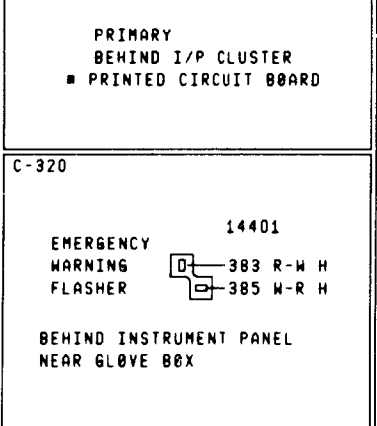 PRIMARY
BEHIND I/P CLUSTER
■ PRINTED CIRCUIT BOARD
C-320
14401
EMERGENCY
WARNING 383 R-W H
FLASHER 385 W-R H
BEHIND INSTRUMENT PANEL
NEAR GLOVE BOX